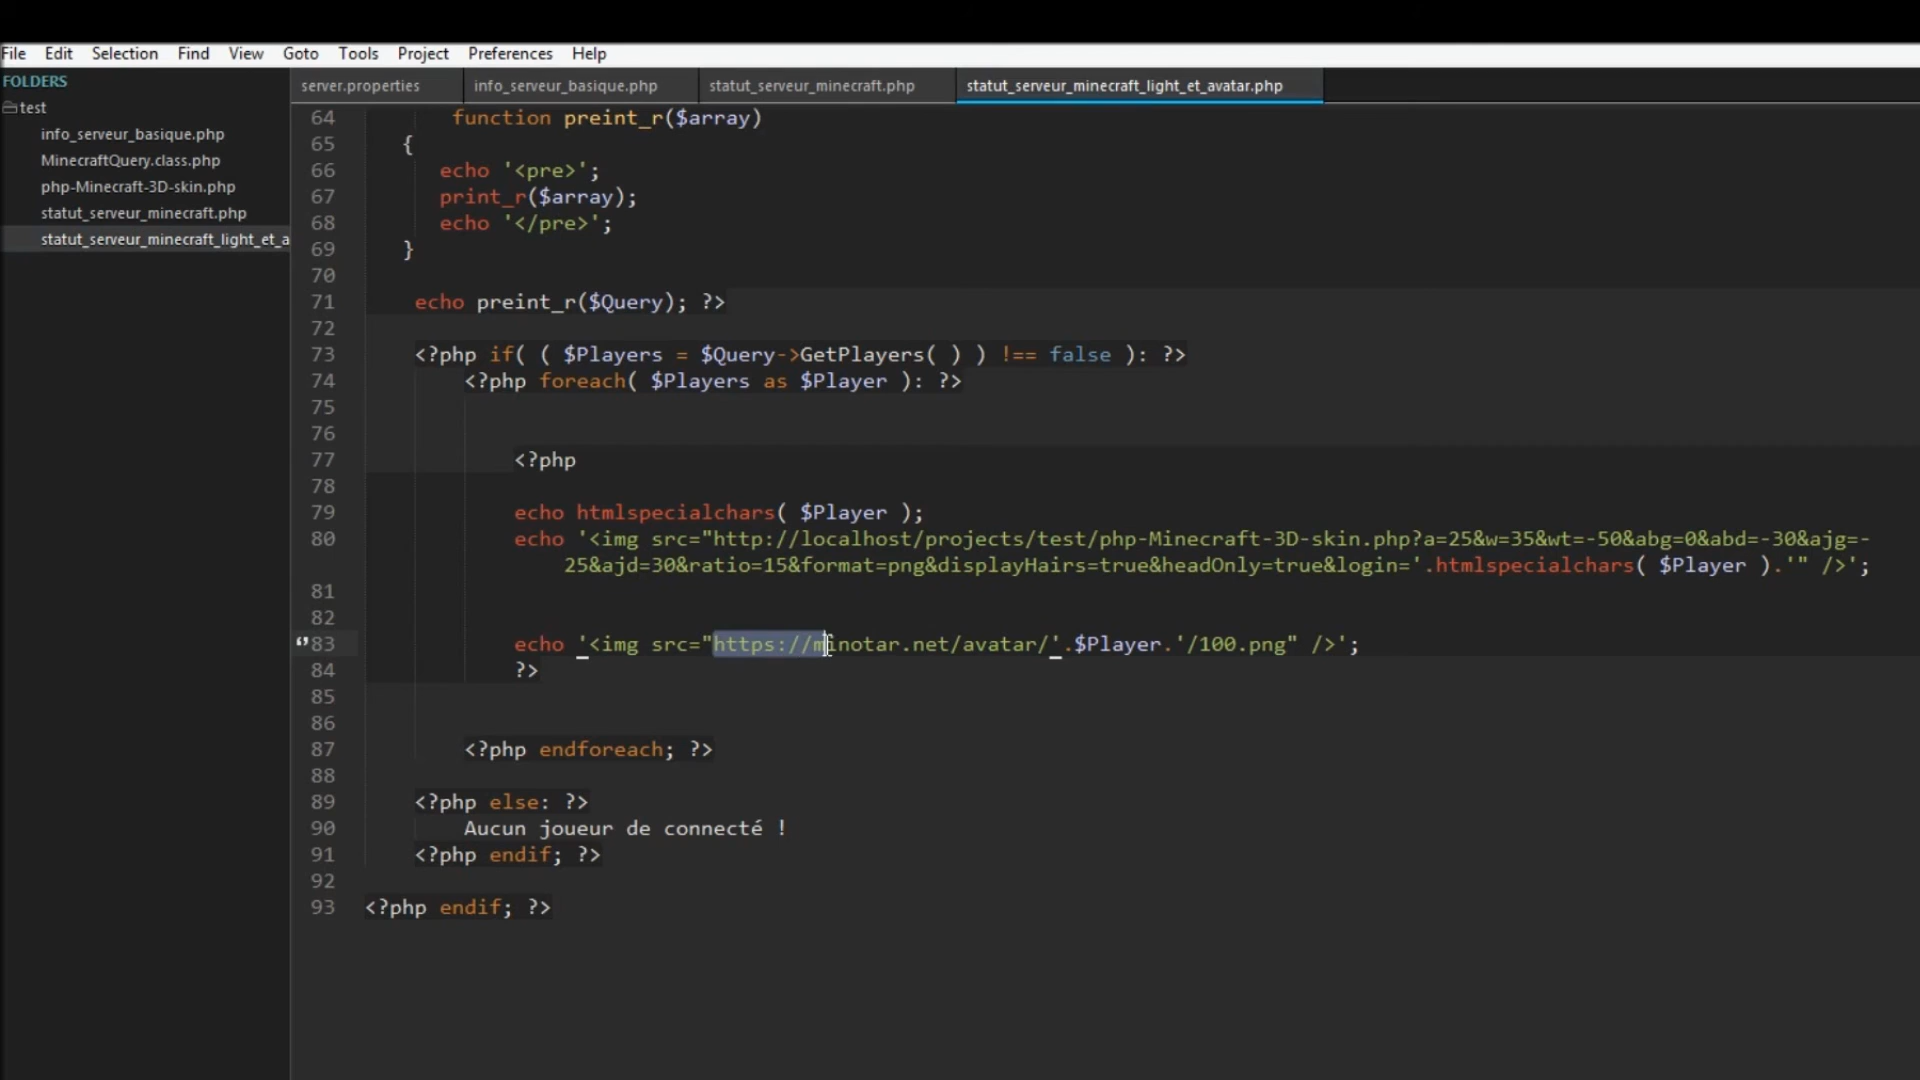 File Edit Selection Find View Goto Tools Project Preferences Help
FOLDERS
test
info_serveur_basique.php
MinecraftQuery.class.php
php-Minecraft-3D-skin.php
statut_serveur_minecraft.php
statut_serveur_minecraft_light_et_a
server.properties info_serveur_basique.php statut_serveur_minecraft.php statut_serveur_minecraft_light_et_avatar.php
64 function preint_r($array)
65 {
66 echo '<pre>';
67 print_r($array);
68 echo '</pre>';
69 }
70
71 echo preint_r($Query); ?>
72
73 <?php if( ( $Players = $Query->GetPlayers( ) ) !== false ): ?>
74 <?php foreach( $Players as $Player ): ?>
75
76
77 <?php
78
79 echo htmlspecialchars( $Player );
80 echo '<img src="http://localhost/projects/test/php-Minecraft-3D-skin.php?a=25&w=35&wt=-50&abg=0&abd=-30&ajg=-
25&ajd=30&ratio=15&format=png&displayHairs=true&headOnly=true&login='.htmlspecialchars( $Player ).'" />';
81
82
83 echo '<img src="https://minotar.net/avatar/'.$Player.'/100.png" />';
84 ?>
85
86
87 <?php endforeach; ?>
88
89 <?php else: ?>
90 Aucun joueur de connecté !
91 <?php endif; ?>
92
93 <?php endif; ?>